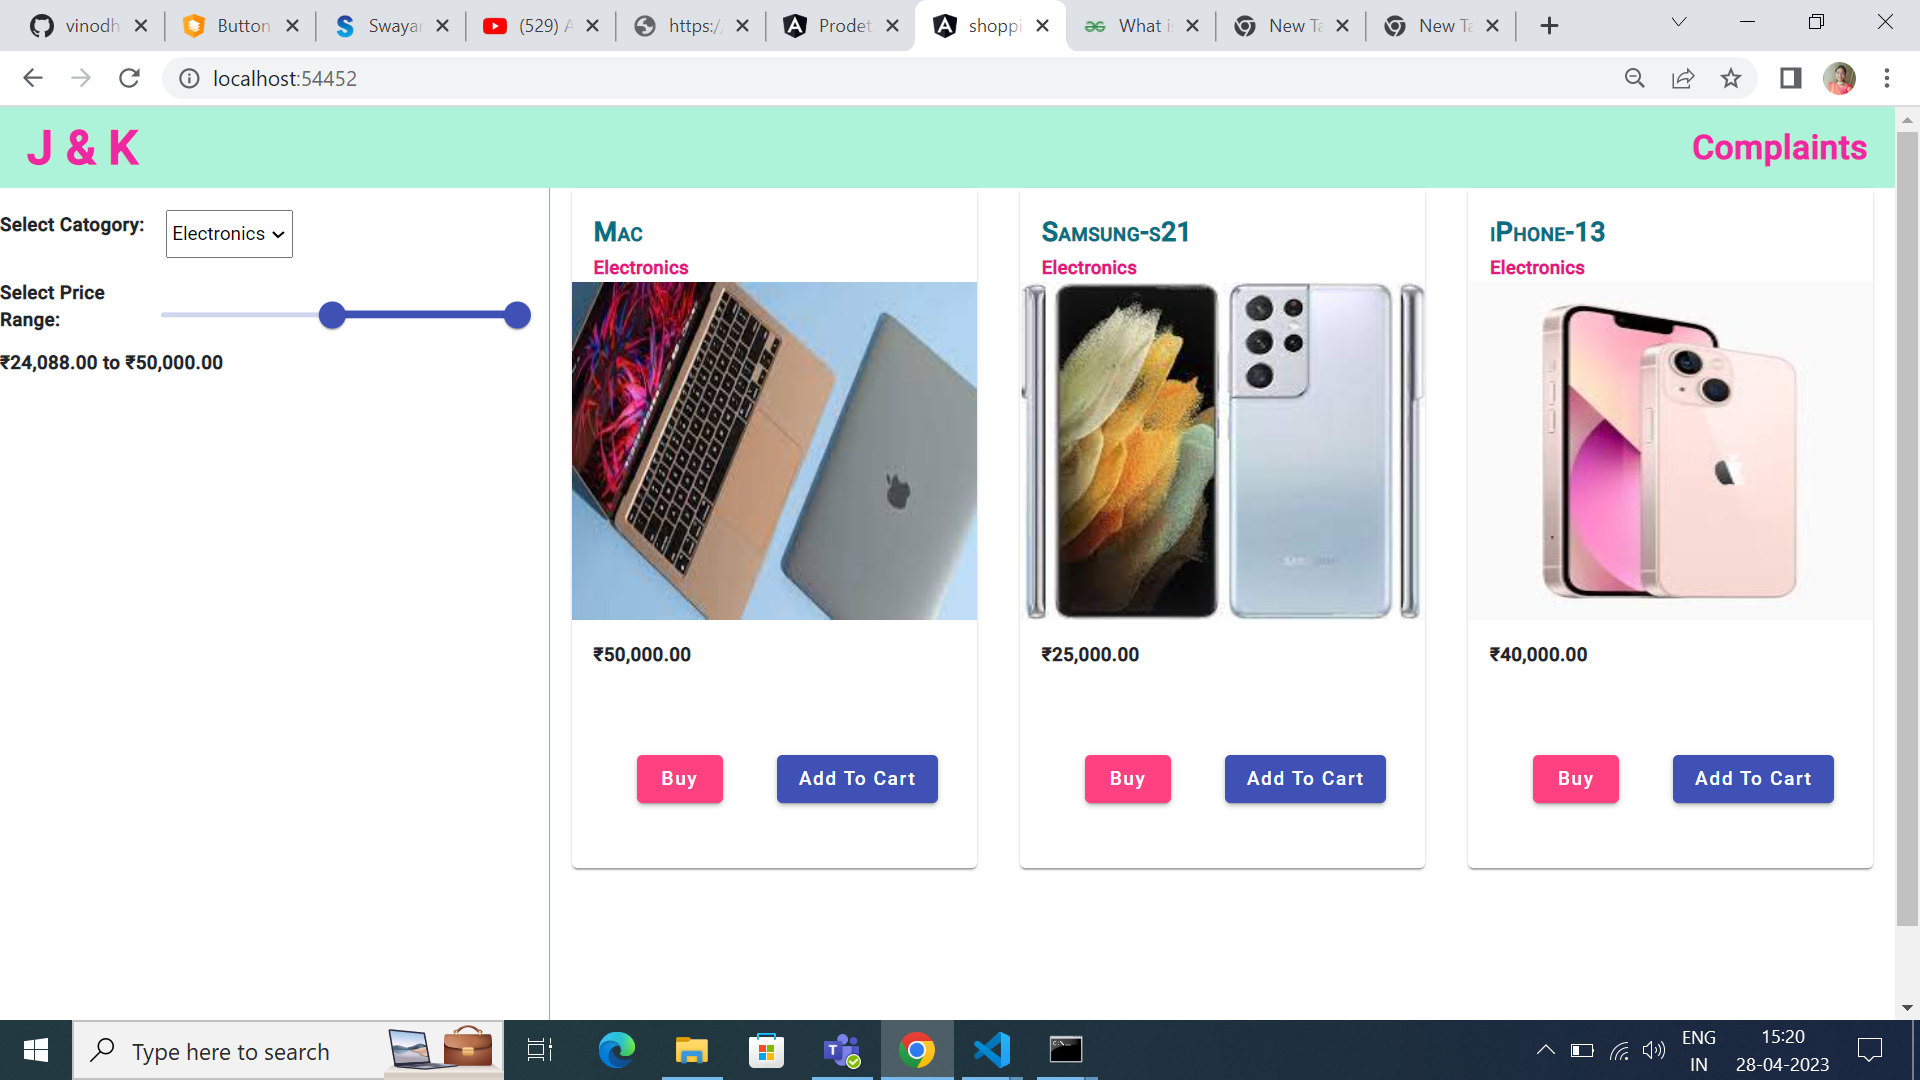 vinodh
Button
Swayar
(529) A
https:/
Prodet
shoppi
What is
New Ta
New Ta
localhost:54452
J & K
Complaints
Select Catogory:
Electronics
Select Price
Range:
₹24,088.00 to ₹50,000.00
Mac
Electronics
₹50,000.00
Buy
Add To Cart
Samsung-s21
Electronics
₹25,000.00
Buy
Add To Cart
iPhone-13
Electronics
₹40,000.00
Buy
Add To Cart
Type here to search
ENG
IN
15:20
28-04-2023